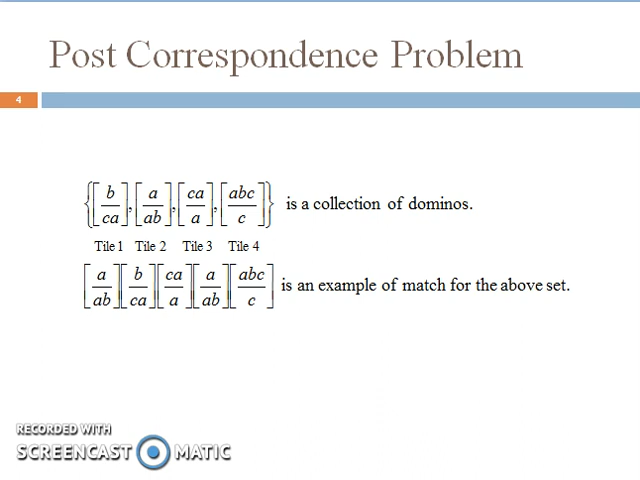 Post Correspondence Problem
4
{[b/ca], [a/ab], [ca/a], [abc/c]} is a collection of dominos.
Tile 1 Tile 2 Tile 3 Tile 4
[a/ab][b/ca][ca/a][a/ab][abc/c] is an example of match for the above set.
RECORDED WITH
SCREENCAST MATIC